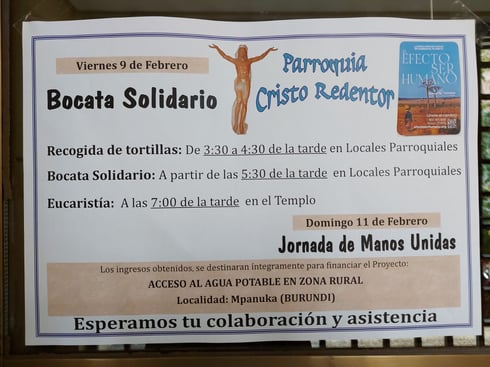 Viernes 9 de Febrero
Bocata Solidario
Parroquia
Cristo Redentor
EFECTO
SER
HUMANO
Recogida de tortillas: De 3:30 a 4:30 de la tarde en Locales Parroquiales
Bocata Solidario: A partir de las 5:30 de la tarde en Locales Parroquiales
Eucaristía: A las 7:00 de la tarde en el Templo
Domingo 11 de Febrero
Jornada de Manos Unidas
Los ingresos obtenidos, se destinaran íntegramente para financiar el Proyecto:
ACCESO AL AGUA POTABLE EN ZONA RURAL
Localidad: Mpanuka (BURUNDI)
Esperamos tu colaboración y asistencia